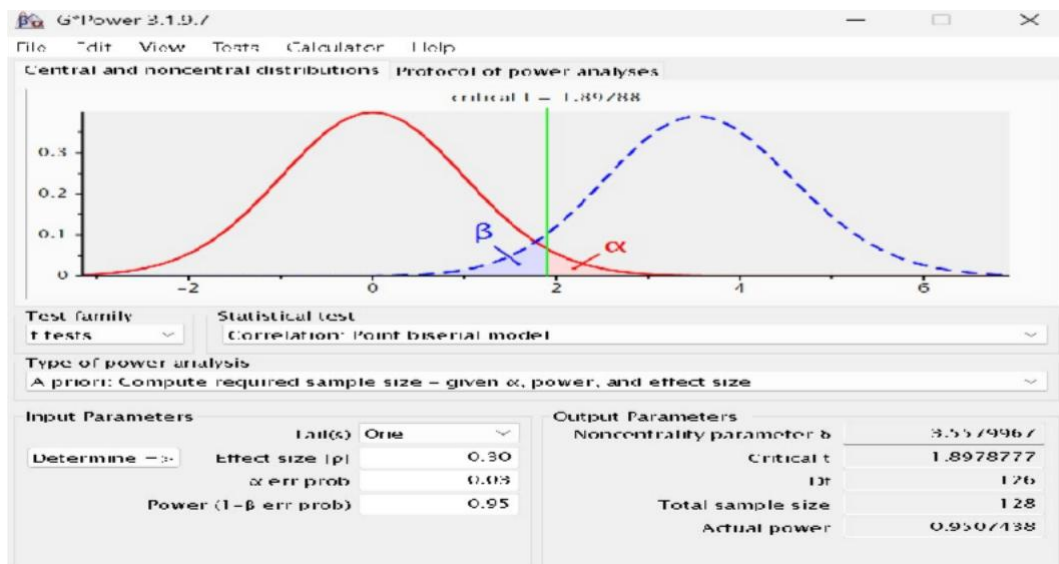 G*Power 3.1.9.7
File Edit View Tests Calculator Help
Central and noncentral distributions Protocol of power analyses
critical t = 1.89788
0.3
0.2
0.1
0
β
α
-2 0 2 4 6
Test family Statistical test
t tests Correlation: Point biserial model
Type of power analysis
A priori: Compute required sample size – given α, power, and effect size
Input Parameters Output Parameters
Tail(s) One Noncentrality parameter δ 3.5579967
Determine => Effect size |ρ| 0.30 Critical t 1.8978777
α err prob 0.03 Df 126
Power (1-β err prob) 0.95 Total sample size 128
Actual power 0.9507438